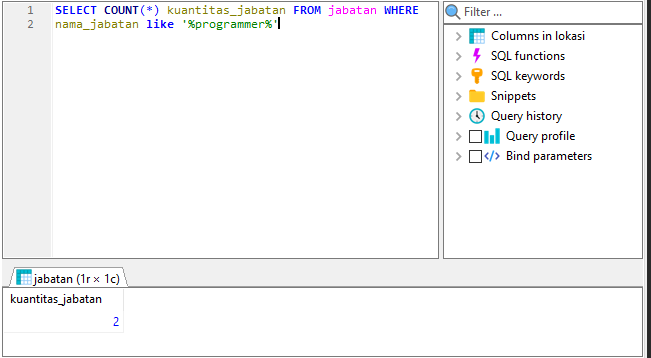 1 SELECT COUNT(*) kuantitas_jabatan FROM jabatan WHERE
2 nama_jabatan like '%programmer%'
Filter ...
Columns in lokasi
SQL functions
SQL keywords
Snippets
Query history
Query profile
Bind parameters
jabatan (1r × 1c)
kuantitas_jabatan
2